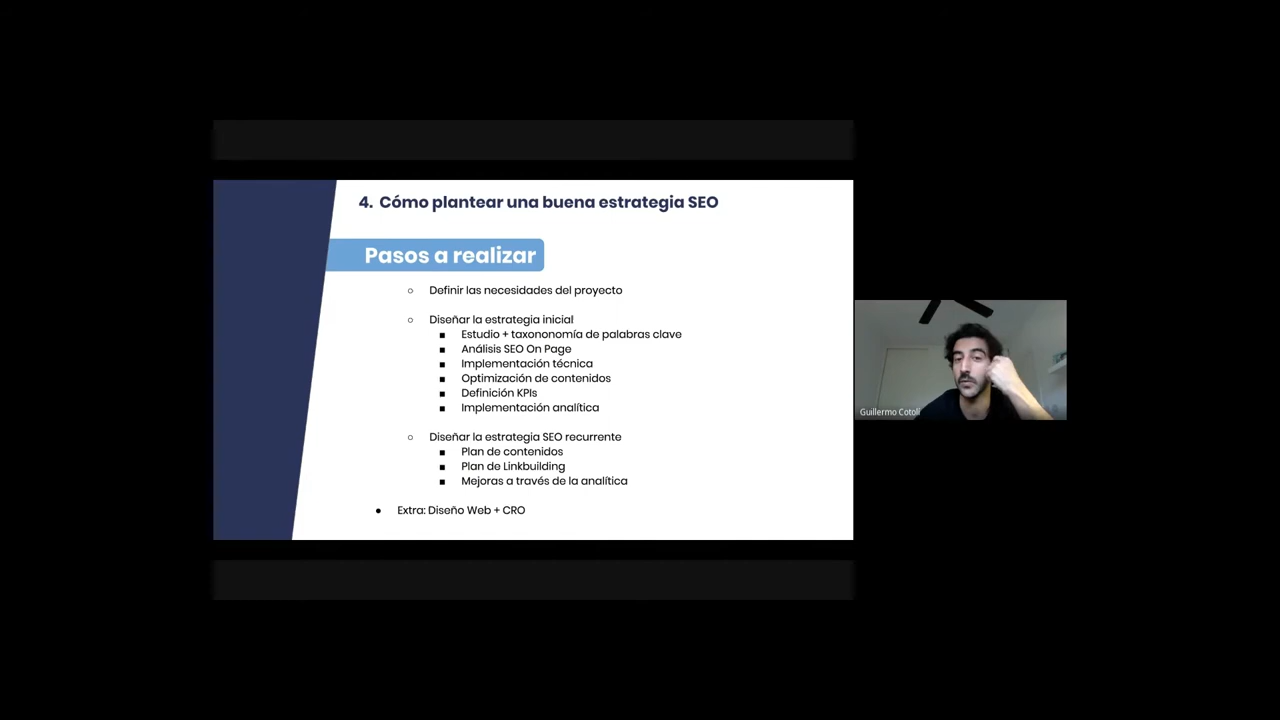 4. Cómo plantear una buena estrategia SEO
Pasos a realizar
○ Definir las necesidades del proyecto
○ Diseñar la estrategia inicial
■ Estudio + taxononomía de palabras clave
■ Análisis SEO On Page
■ Implementación técnica
■ Optimización de contenidos
■ Definición KPIs
■ Implementación analítica
○ Diseñar la estrategia SEO recurrente
■ Plan de contenidos
■ Plan de Linkbuilding
■ Mejoras a través de la analítica
● Extra: Diseño Web + CRO
Guillermo Cotolí